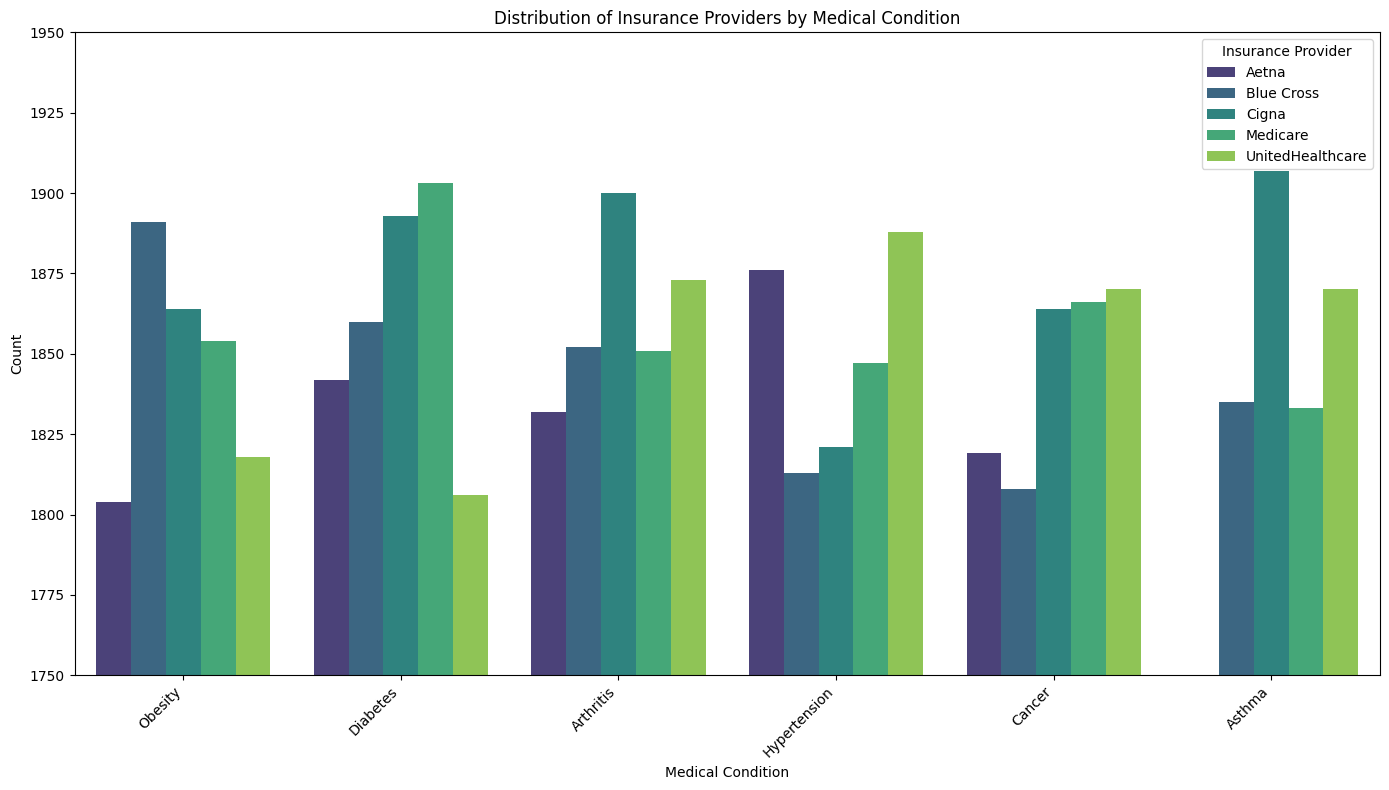 Distribution of Insurance Providers by Medical Condition
1950
1925
1900
1875
1850
1825
1800
1775
1750
Count
Insurance Provider
Aetna
Blue Cross
Cigna
Medicare
UnitedHealthcare
Obesity
Diabetes
Arthritis
Hypertension
Cancer
Asthma
Medical Condition